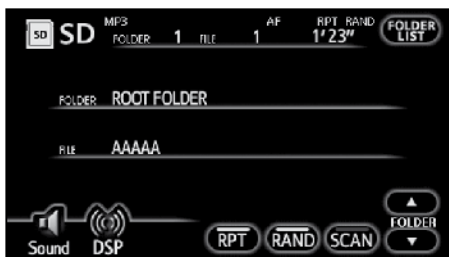 SD SD MP3 AF RPT RAND FOLDER
FOLDER 1 FILE 1 1'23" LIST
FOLDER ROOT FOLDER
FILE AAAAA
▲
FOLDER
Sound DSP RPT RAND SCAN ▼